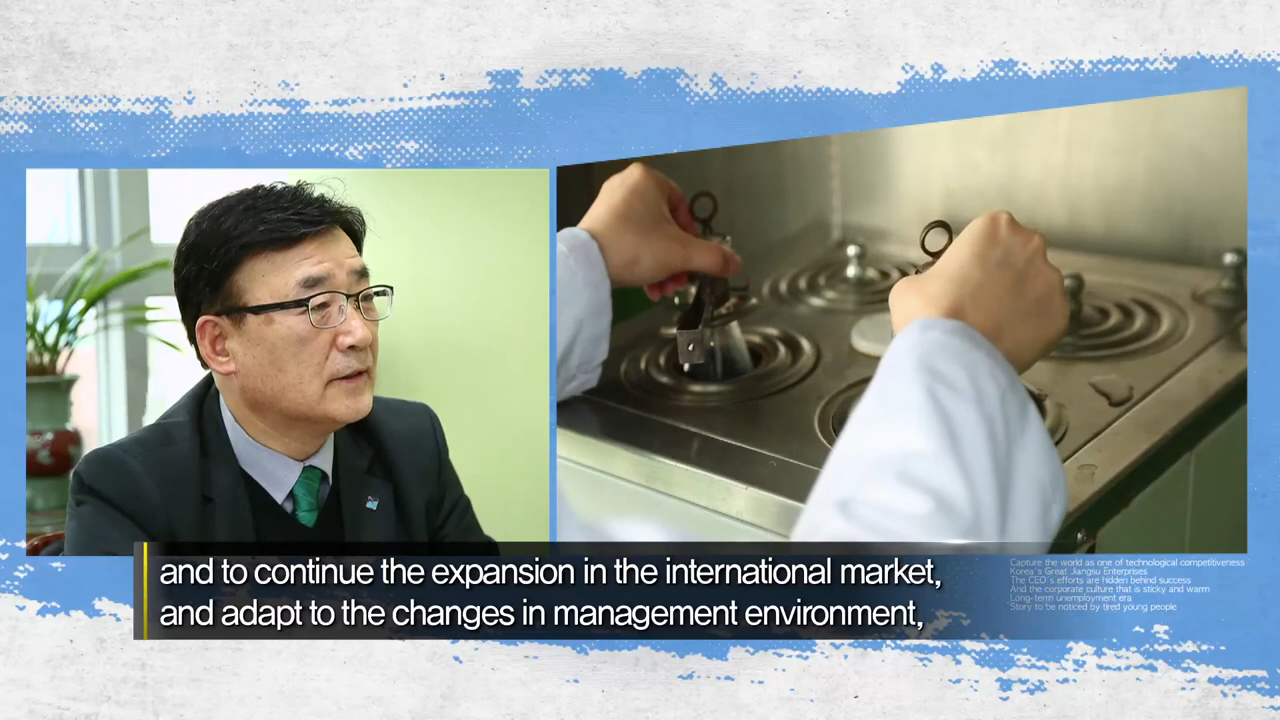 and to continue the expansion in the international market,
and adapt to the changes in management environment,
Capture the world as one of technological competitiveness
Korea's Great Jiangsu Enterprises
The CEO's efforts are hidden behind success
And the corporate culture that is sticky and warm
Long-term unemployment era
Story to be noticed by tired young people